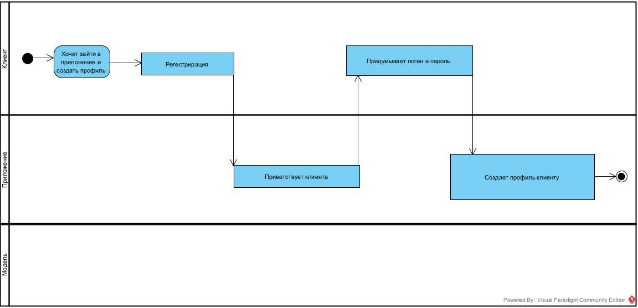 Клиент
Хочет зайти в
приложение и
создать профиль
Регестрирация
Придумывает логин и пароль
Приложение
Приветствует клиента
Создает профиль клиенту
Модель
Powered By: Visual Paradigm Community Edition